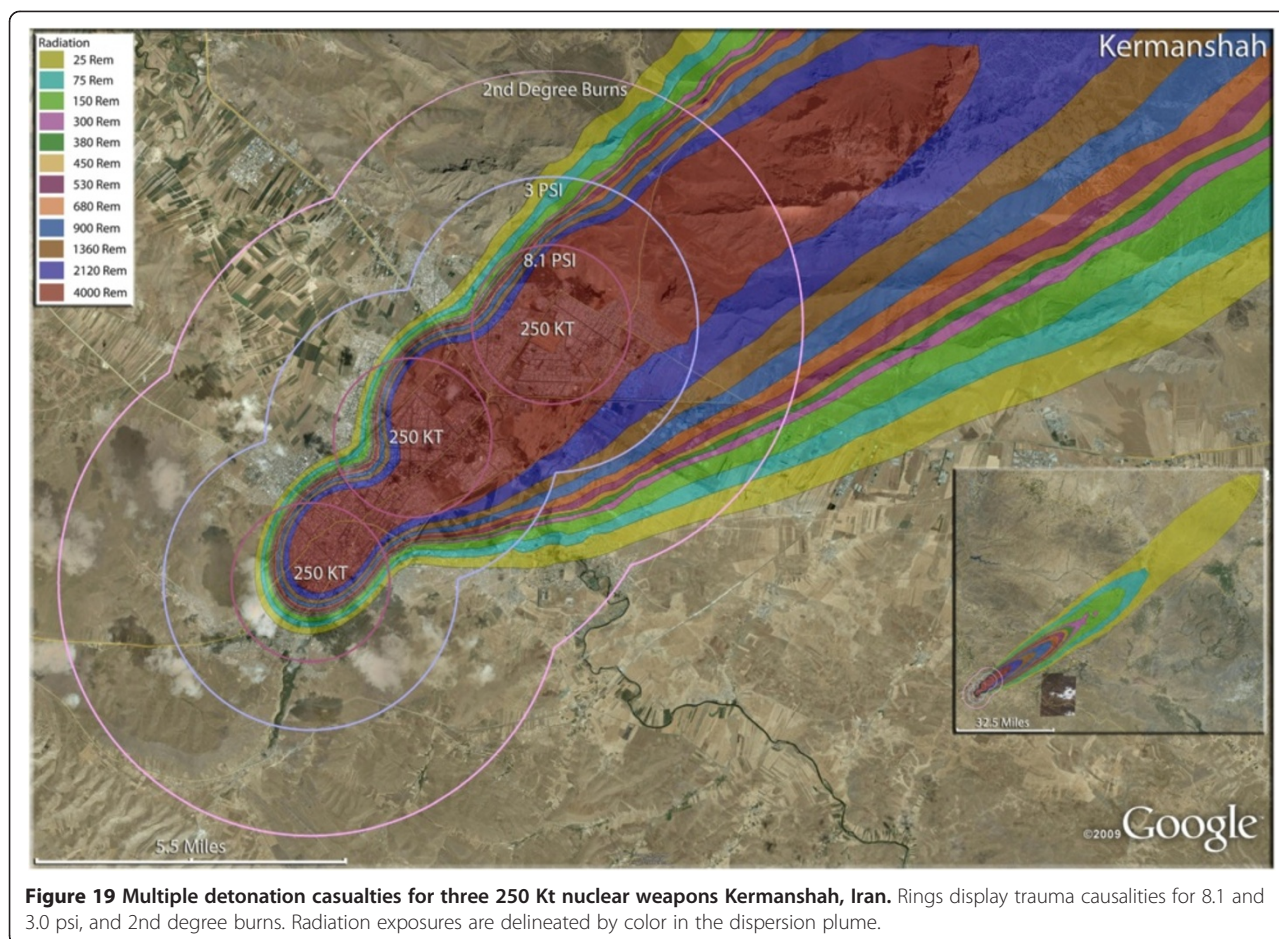 Radiation
25 Rem
75 Rem
150 Rem
300 Rem
380 Rem
450 Rem
530 Rem
680 Rem
900 Rem
1360 Rem
2120 Rem
4000 Rem
Kermanshah
2nd Degree Burns
3 PSI
8.1 PSI
250 KT
250 KT
250 KT
32.5 Miles
5.5 Miles
©2009 Google
Figure 19 Multiple detonation casualties for three 250 Kt nuclear weapons Kermanshah, Iran. Rings display trauma causalities for 8.1 and
3.0 psi, and 2nd degree burns. Radiation exposures are delineated by color in the dispersion plume.